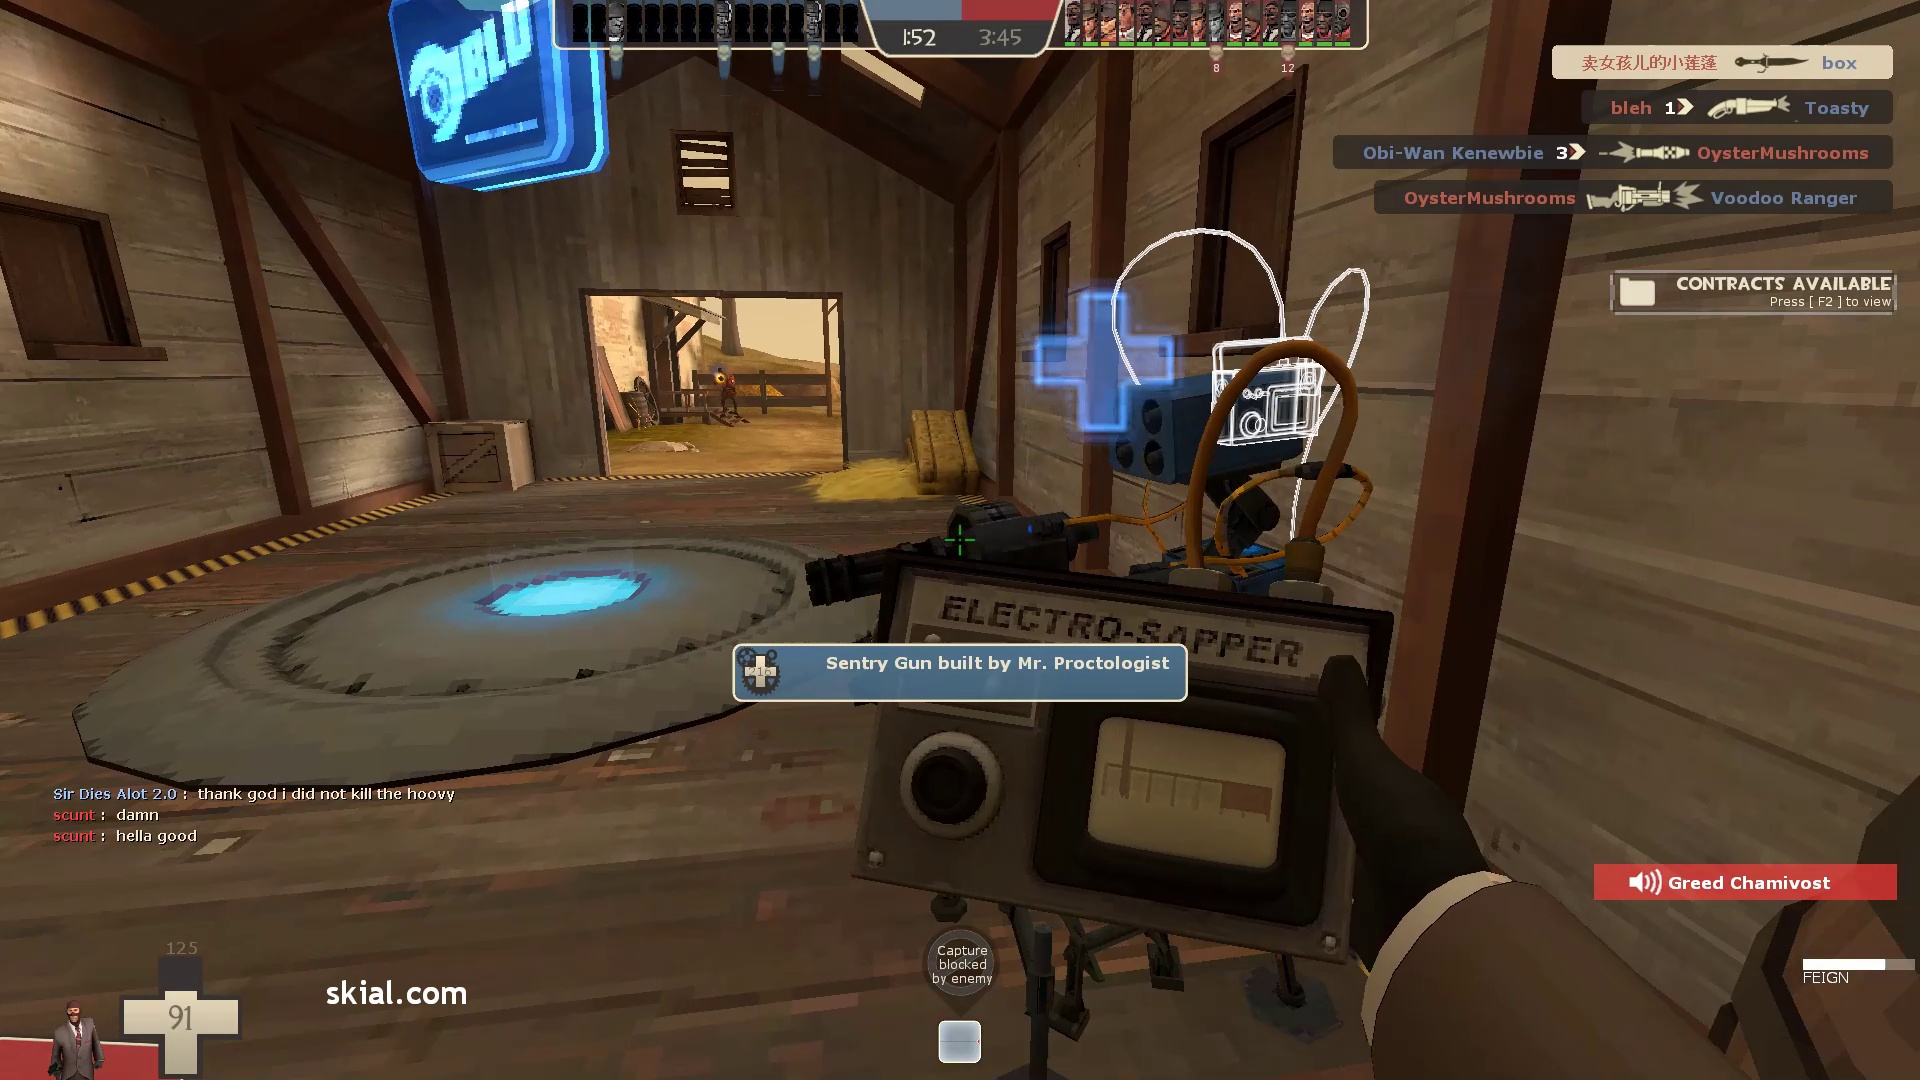 BLU
1:52 3:45
8 12
卖女孩儿的小莲蓬 box
bleh 1 Toasty
Obi-Wan Kenewbie 3 OysterMushrooms
OysterMushrooms Voodoo Ranger
CONTRACTS AVAILABLE
Press [ F2 ] to view
ELECTRO-SAPPER
216 Sentry Gun built by Mr. Proctologist
Sir Dies Alot 2.0 : thank god i did not kill the hoovy
scunt : damn
scunt : hella good
Greed Chamivost
125
91
skial.com
Capture
blocked
by enemy
FEIGN